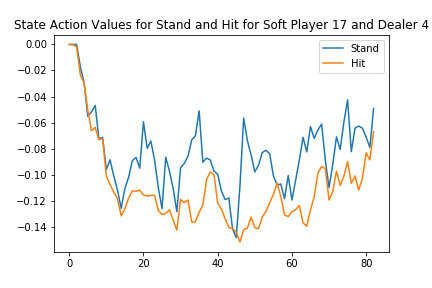 State Action Values for Stand and Hit for Soft Player 17 and Dealer 4
Stand
Hit
0.00
−0.02
−0.04
−0.06
−0.08
−0.10
−0.12
−0.14
0 20 40 60 80